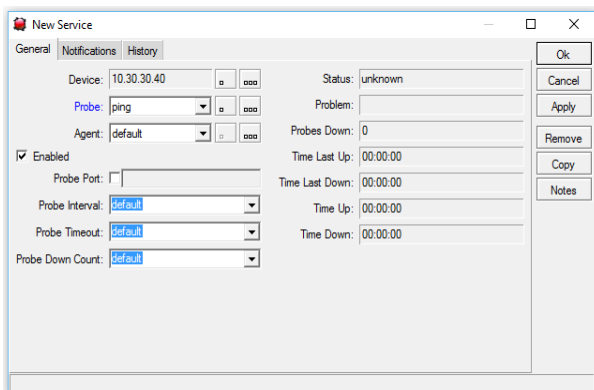 New Service
General Notifications History
Device: 10.30.30.40
Probe: ping
Agent: default
Enabled
Probe Port:
Probe Interval: default
Probe Timeout: default
Probe Down Count: default
Status: unknown
Problem:
Probes Down: 0
Time Last Up: 00:00:00
Time Last Down: 00:00:00
Time Up: 00:00:00
Time Down: 00:00:00
Ok
Cancel
Apply
Remove
Copy
Notes